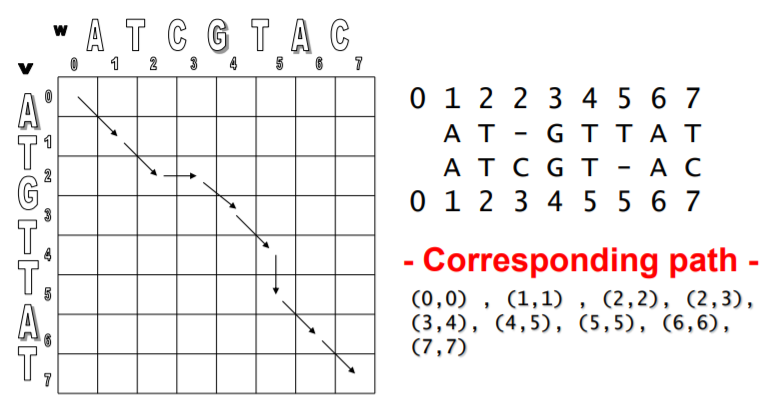 w A T C G T A C
v 0 1 2 3 4 5 6 7
A 0
T 1
G 2
T 3
T 4
A 5
T 6
7
0 1 2 2 3 4 5 6 7
A T - G T T A T
A T C G T - A C
0 1 2 3 4 5 5 6 7
- Corresponding path -
(0,0) , (1,1) , (2,2), (2,3),
(3,4), (4,5), (5,5), (6,6),
(7,7)